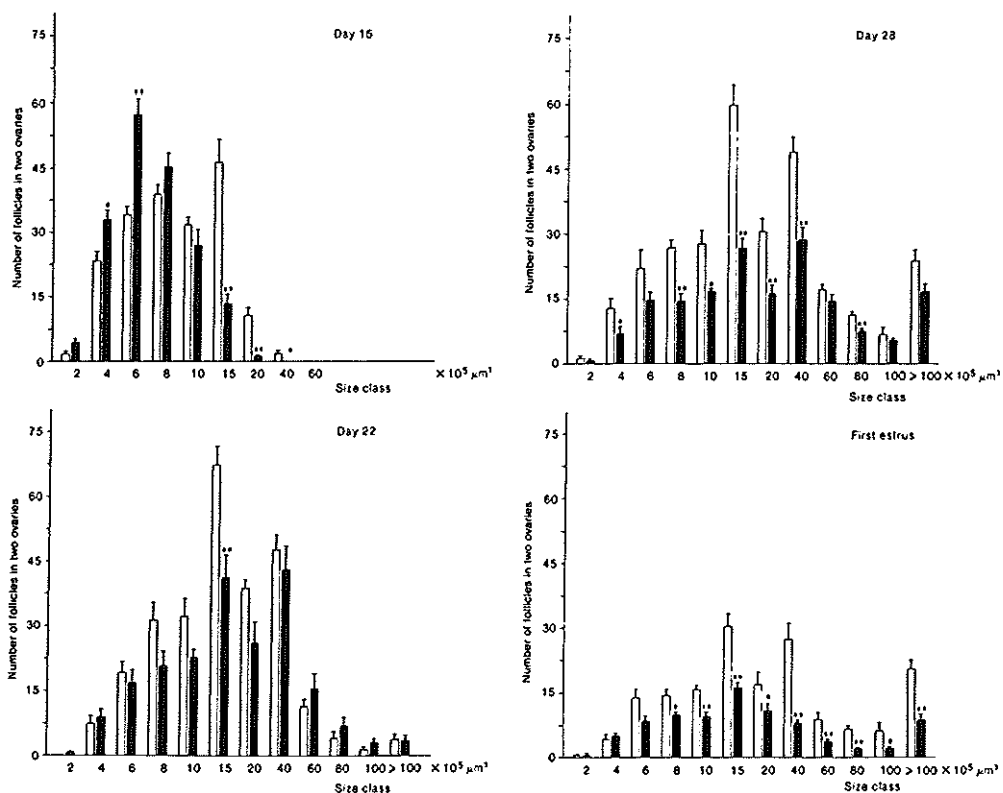 Day 15
Number of follicles in two ovaries
75
60
45
30
15
0
2 4 6 8 10 15 20 40 60 × 10⁵ μm³
Size class
Day 28
Number of follicles in two ovaries
75
60
45
30
15
0
2 4 6 8 10 15 20 40 60 80 100 > 100 × 10⁵ μm³
Size class
Day 22
Number of follicles in two ovaries
75
60
45
30
15
0
2 4 6 8 10 15 20 40 60 80 100 > 100 × 10⁵ μm³
Size class
First estrus
Number of follicles in two ovaries
75
60
45
30
15
0
2 4 6 8 10 15 20 40 60 80 100 > 100 × 10⁵ μm³
Size class